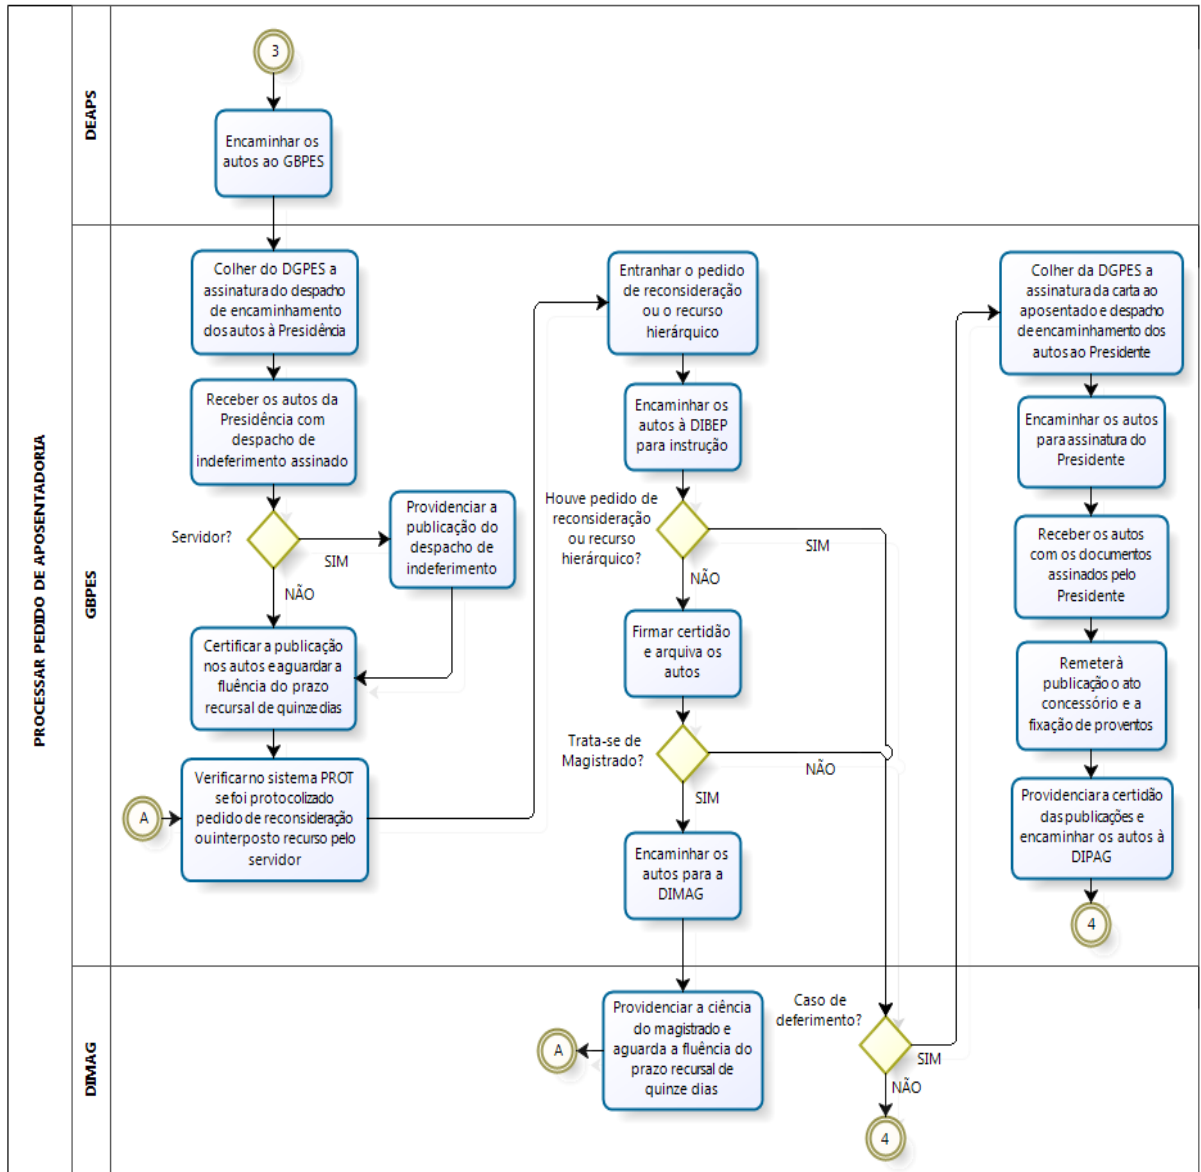 PROCESSAR PEDIDO DE APOSENTADORIA
DEAPS
3
Encaminhar os
autos ao GBPES
GBPES
Colher do DGPES a
assinatura do despacho
de encaminhamento
dos autos à Presidência
Receber os autos da
Presidência com
despacho de
indeferimento assinado
Servidor?
SIM
NÃO
Providenciar a
publicação do
despacho de
indeferimento
Certificar a publicação
nos autos e aguardar a
fluência do prazo
recursal de quinze dias
A
Verificar no sistema PROT
se foi protocolizado
pedido de reconsideração
ou interposto recurso pelo
servidor
Entranhar o pedido
de reconsideração
ou o recurso
hierárquico
Encaminhar os
autos à DIBEP
para instrução
Houve pedido de
reconsideração
ou recurso
hierárquico?
SIM
NÃO
Firmar certidão
e arquiva os
autos
Trata-se de
Magistrado?
NÃO
SIM
Encaminhar os
autos para a
DIMAG
Colher da DGPES a
assinatura da carta ao
aposentado e despacho
de encaminhamento dos
autos ao Presidente
Encaminhar os autos
para assinatura do
Presidente
Receber os autos
com os documentos
assinados pelo
Presidente
Remeter à
publicação o ato
concessório e a
fixação de proventos
Providenciar a certidão
das publicações e
encaminhar os autos à
DIPAG
4
DIMAG
Providenciar a ciência
do magistrado e
aguarda a fluência do
prazo recursal de
quinze dias
A
Caso de
deferimento?
SIM
NÃO
4